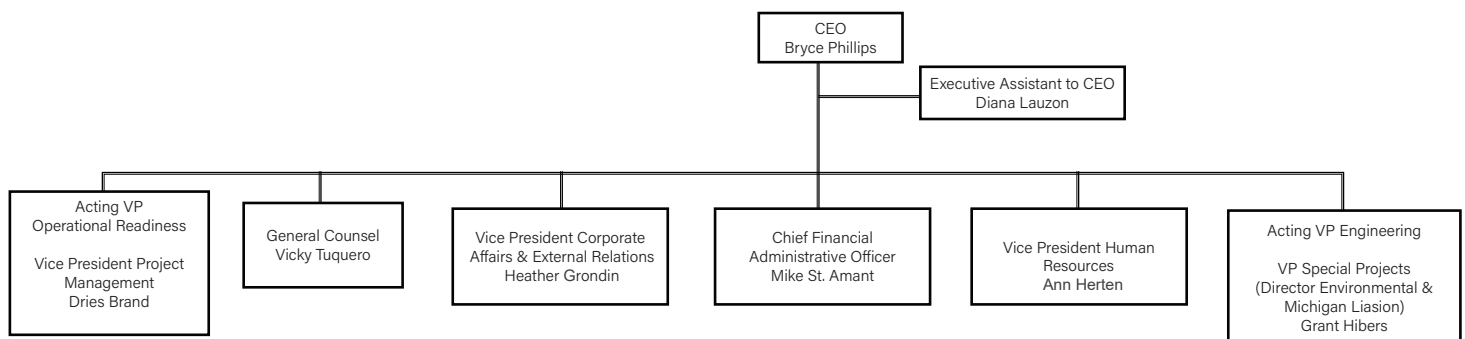 CEO
Bryce Phillips
Executive Assistant to CEO
Diana Lauzon
Acting VP
Operational Readiness
Vice President Project
Management
Dries Brand
General Counsel
Vicky Tuquero
Vice President Corporate
Affairs & External Relations
Heather Grondin
Chief Financial
Administrative Officer
Mike St. Amant
Vice President Human
Resources
Ann Herten
Acting VP Engineering
VP Special Projects
(Director Environmental &
Michigan Liasion)
Grant Hibers